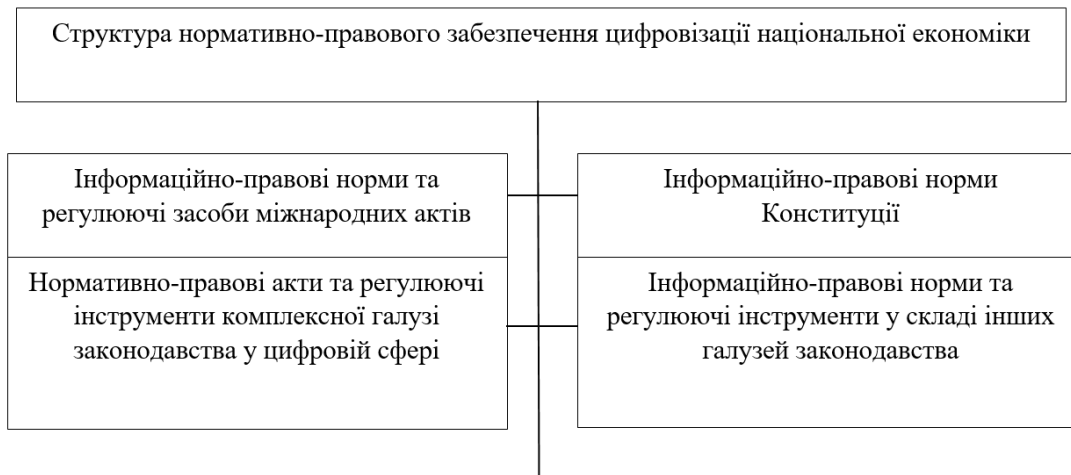 Структура нормативно-правового забезпечення цифровізації національної економіки
Інформаційно-правові норми та
регулюючі засоби міжнародних актів
Інформаційно-правові норми
Конституції
Нормативно-правові акти та регулюючі
інструменти комплексної галузі
законодавства у цифровій сфері
Інформаційно-правові норми та
регулюючі інструменти у складі інших
галузей законодавства